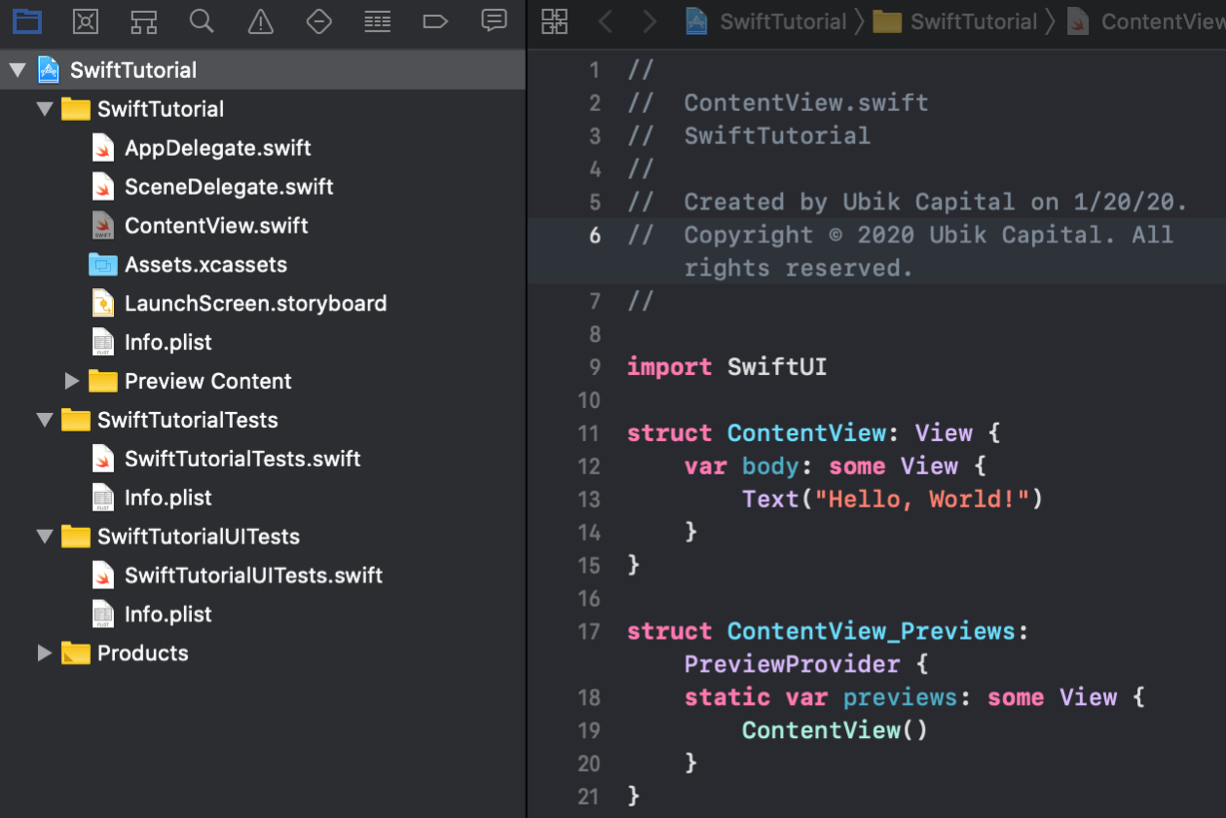 SwiftTutorial
SwiftTutorial
AppDelegate.swift
SceneDelegate.swift
ContentView.swift
Assets.xcassets
LaunchScreen.storyboard
Info.plist
Preview Content
SwiftTutorialTests
SwiftTutorialTests.swift
Info.plist
SwiftTutorialUITests
SwiftTutorialUITests.swift
Info.plist
Products
SwiftTutorial 〉 SwiftTutorial 〉 ContentView
1 //
2 //  ContentView.swift
3 //  SwiftTutorial
4 //
5 //  Created by Ubik Capital on 1/20/20.
6 //  Copyright © 2020 Ubik Capital. All
rights reserved.
7 //
8
9 import SwiftUI
10
11 struct ContentView: View {
12     var body: some View {
13         Text("Hello, World!")
14     }
15 }
16
17 struct ContentView_Previews:
PreviewProvider {
18     static var previews: some View {
19         ContentView()
20     }
21 }